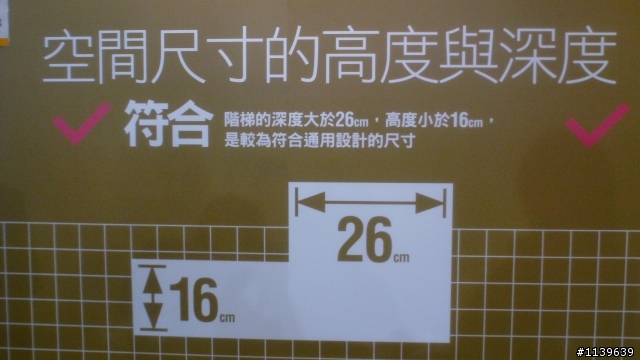 空間尺寸的高度與深度
符合
階梯的深度大於26cm，高度小於16cm，
是較為符合通用設計的尺寸
26cm
16cm
#1139639